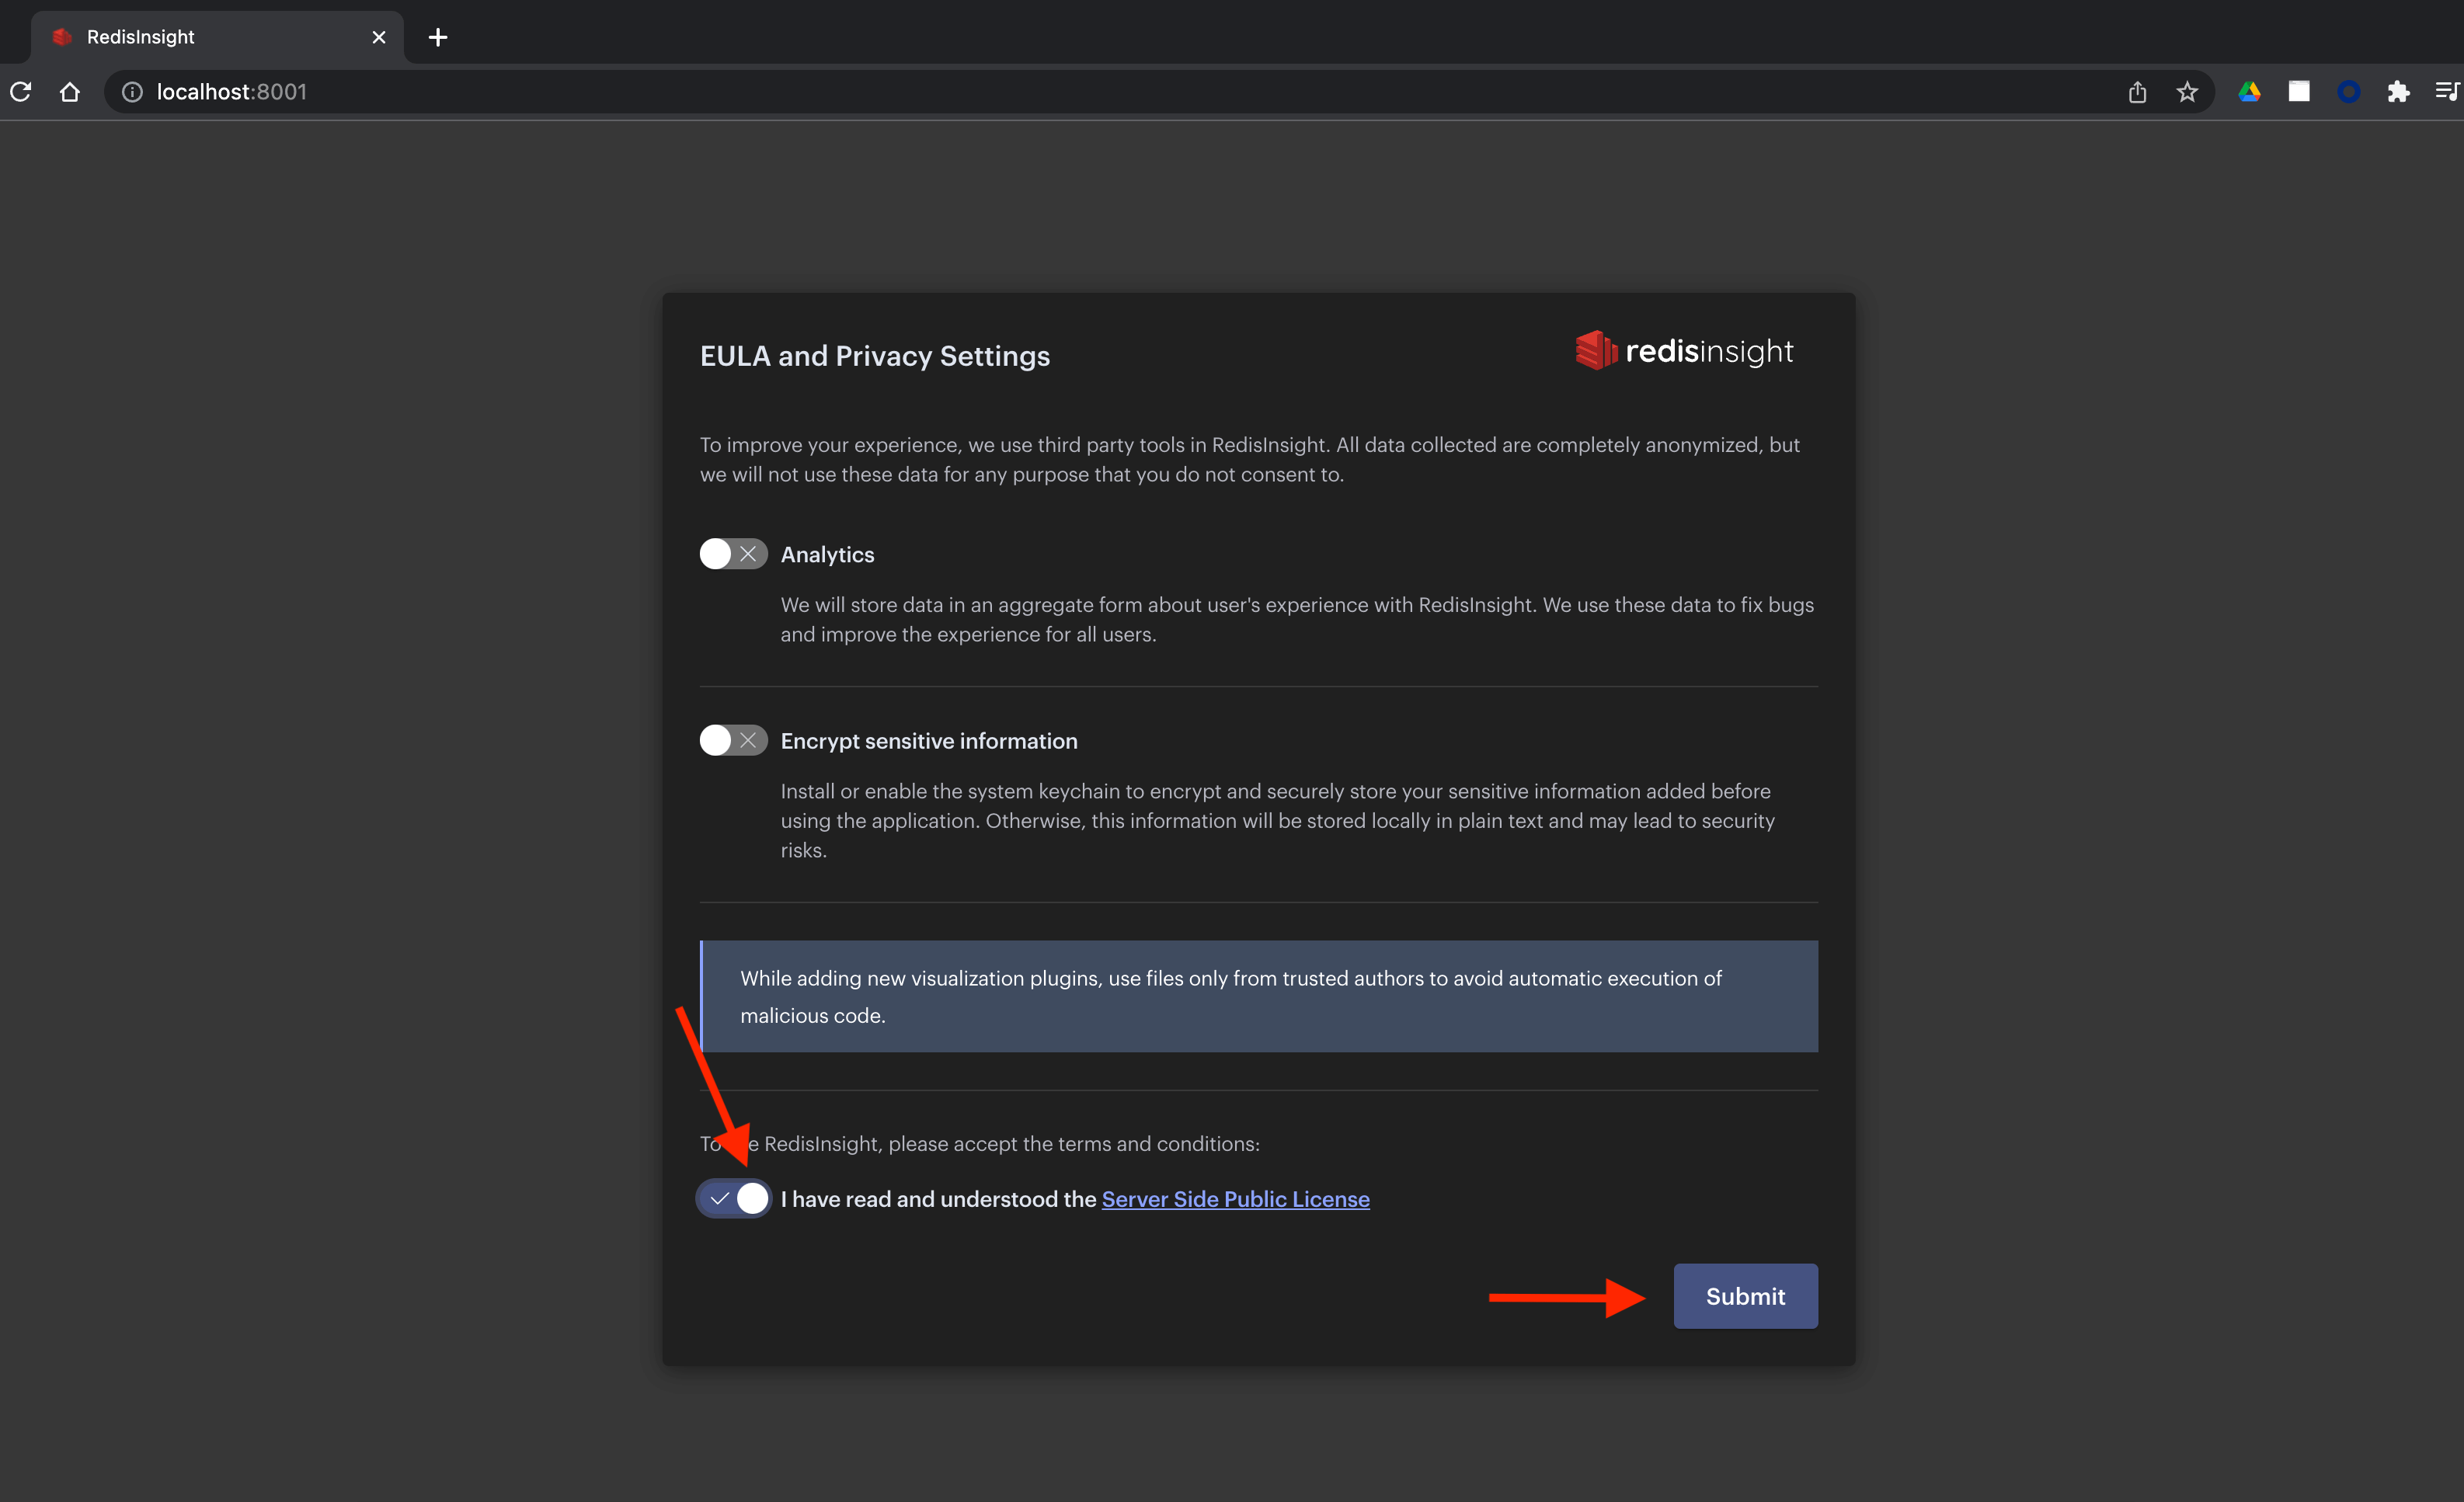 RedisInsight
localhost:8001
EULA and Privacy Settings
redisinsight
To improve your experience, we use third party tools in RedisInsight. All data collected are completely anonymized, but
we will not use these data for any purpose that you do not consent to.
Analytics
We will store data in an aggregate form about user's experience with RedisInsight. We use these data to fix bugs
and improve the experience for all users.
Encrypt sensitive information
Install or enable the system keychain to encrypt and securely store your sensitive information added before
using the application. Otherwise, this information will be stored locally in plain text and may lead to security
risks.
While adding new visualization plugins, use files only from trusted authors to avoid automatic execution of
malicious code.
To RedisInsight, please accept the terms and conditions:
I have read and understood the Server Side Public License
Submit